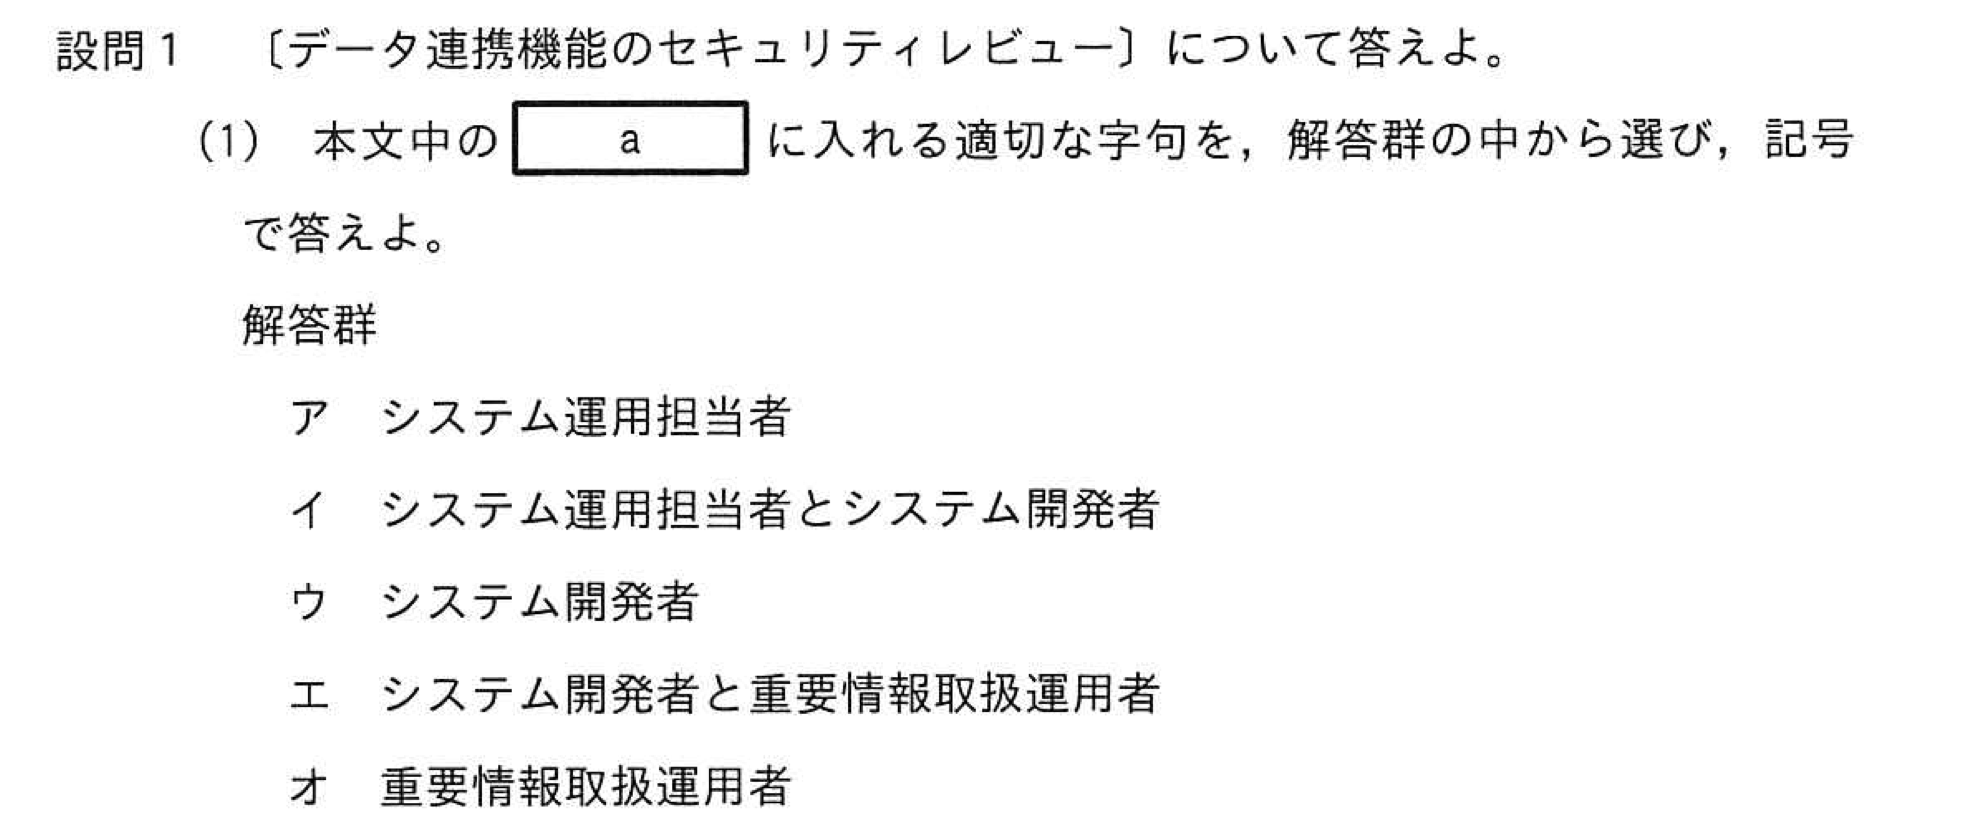 設問1 〔データ連携機能のセキュリティレビュー〕について答えよ。
(1) 本文中の a に入れる適切な字句を，解答群の中から選び，記号
で答えよ。
解答群
ア システム運用担当者
イ システム運用担当者とシステム開発者
ウ システム開発者
エ システム開発者と重要情報取扱運用者
オ 重要情報取扱運用者